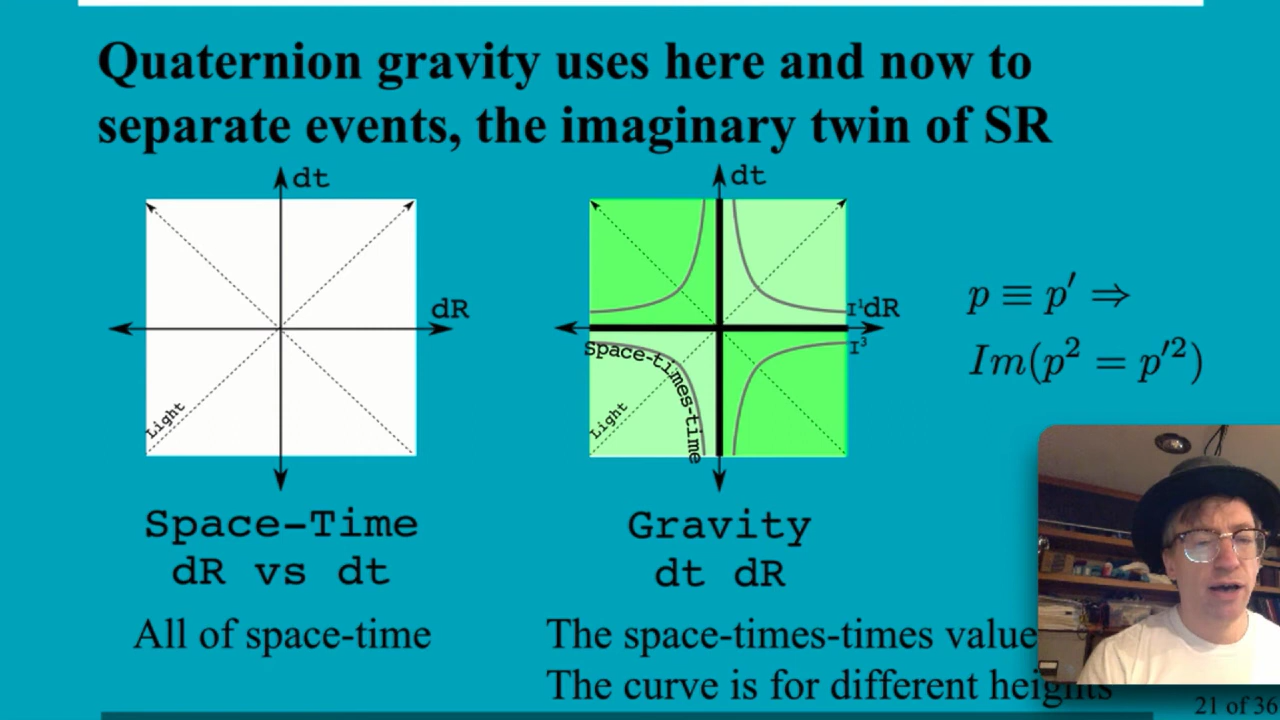 Quaternion gravity uses here and now to
separate events, the imaginary twin of SR
dt
dR
Light
Space-Time
dR vs dt
All of space-time
dt
I¹dR
I³
Space-times-time
Light
Gravity
dt dR
The space-times-times value
The curve is for different heights
p ≡ p′ ⇒
Im(p² = p′²)
21 of 36